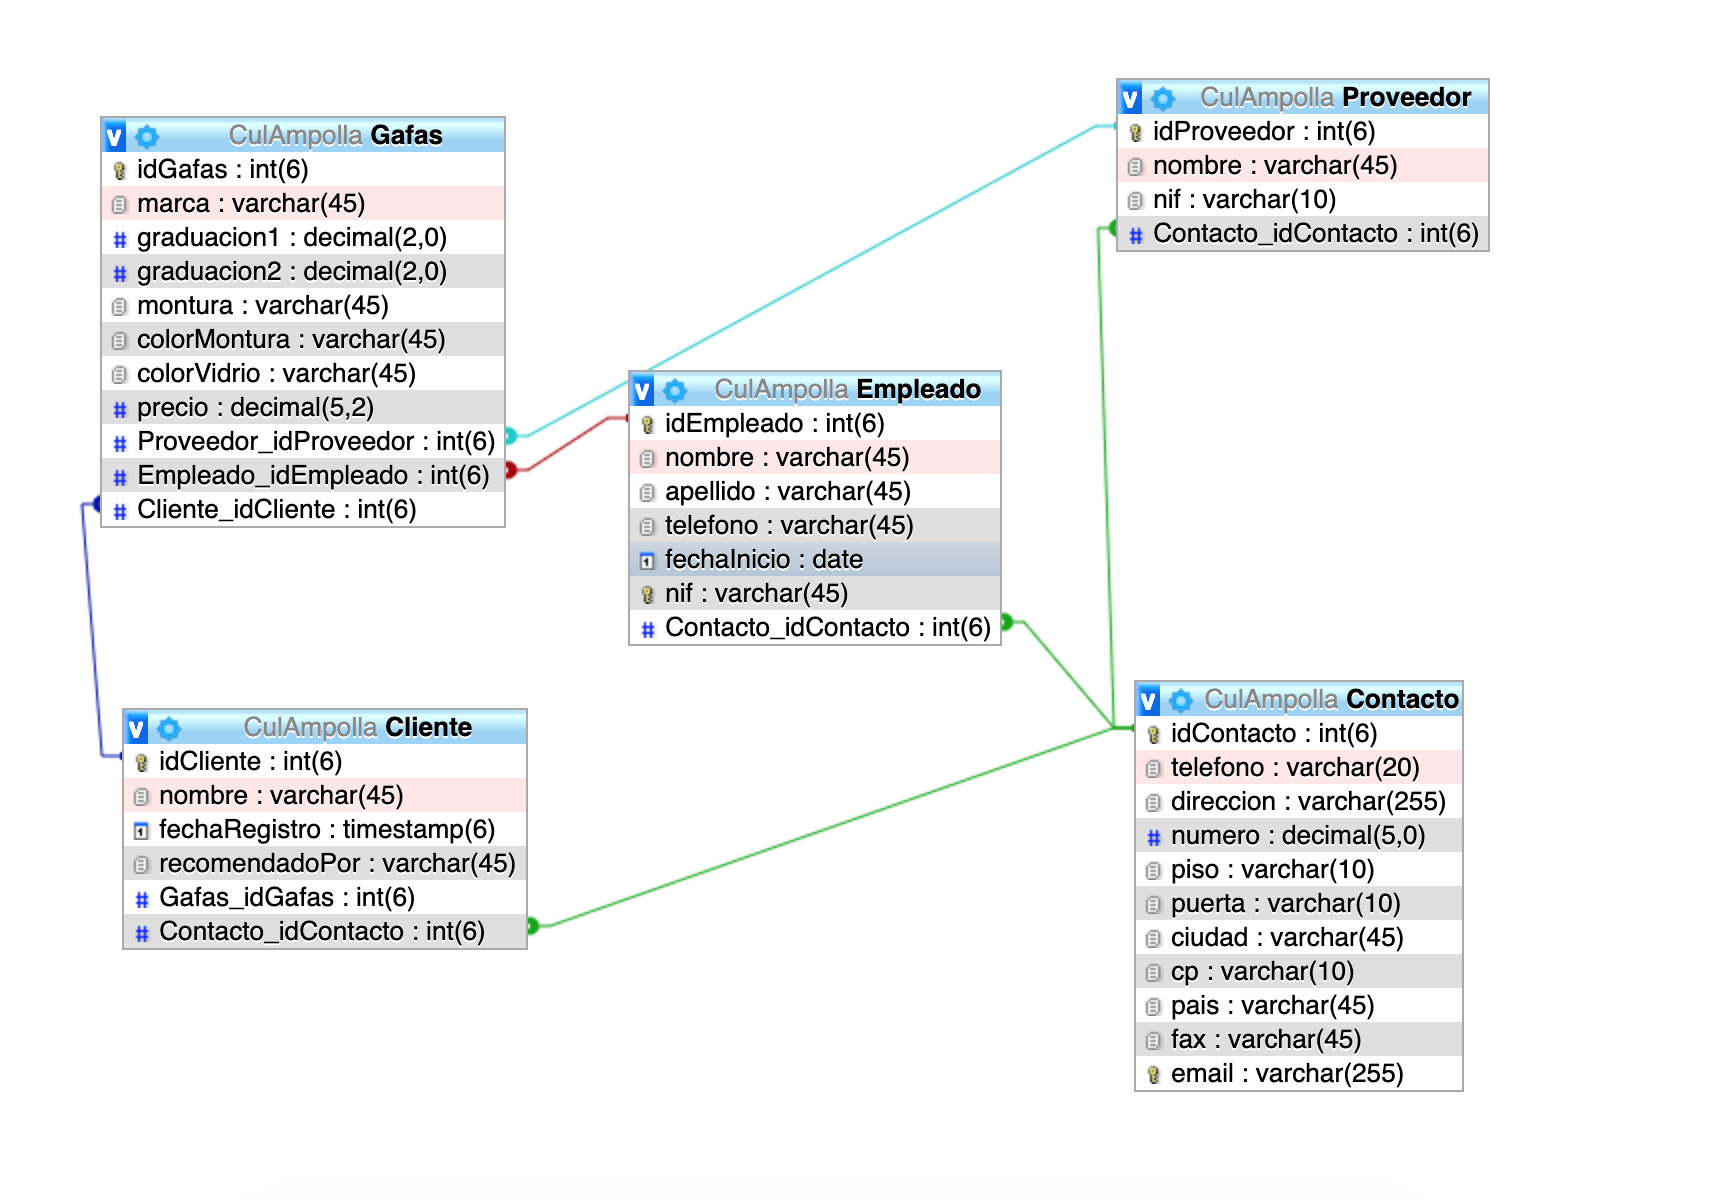 CulAmpolla Gafas
idGafas : int(6)
marca : varchar(45)
graduacion1 : decimal(2,0)
graduacion2 : decimal(2,0)
montura : varchar(45)
colorMontura : varchar(45)
colorVidrio : varchar(45)
precio : decimal(5,2)
Proveedor_idProveedor : int(6)
Empleado_idEmpleado : int(6)
Cliente_idCliente : int(6)
CulAmpolla Proveedor
idProveedor : int(6)
nombre : varchar(45)
nif : varchar(10)
Contacto_idContacto : int(6)
CulAmpolla Empleado
idEmpleado : int(6)
nombre : varchar(45)
apellido : varchar(45)
telefono : varchar(45)
fechaInicio : date
nif : varchar(45)
Contacto_idContacto : int(6)
CulAmpolla Cliente
idCliente : int(6)
nombre : varchar(45)
fechaRegistro : timestamp(6)
recomendadoPor : varchar(45)
Gafas_idGafas : int(6)
Contacto_idContacto : int(6)
CulAmpolla Contacto
idContacto : int(6)
telefono : varchar(20)
direccion : varchar(255)
numero : decimal(5,0)
piso : varchar(10)
puerta : varchar(10)
ciudad : varchar(45)
cp : varchar(10)
pais : varchar(45)
fax : varchar(45)
email : varchar(255)